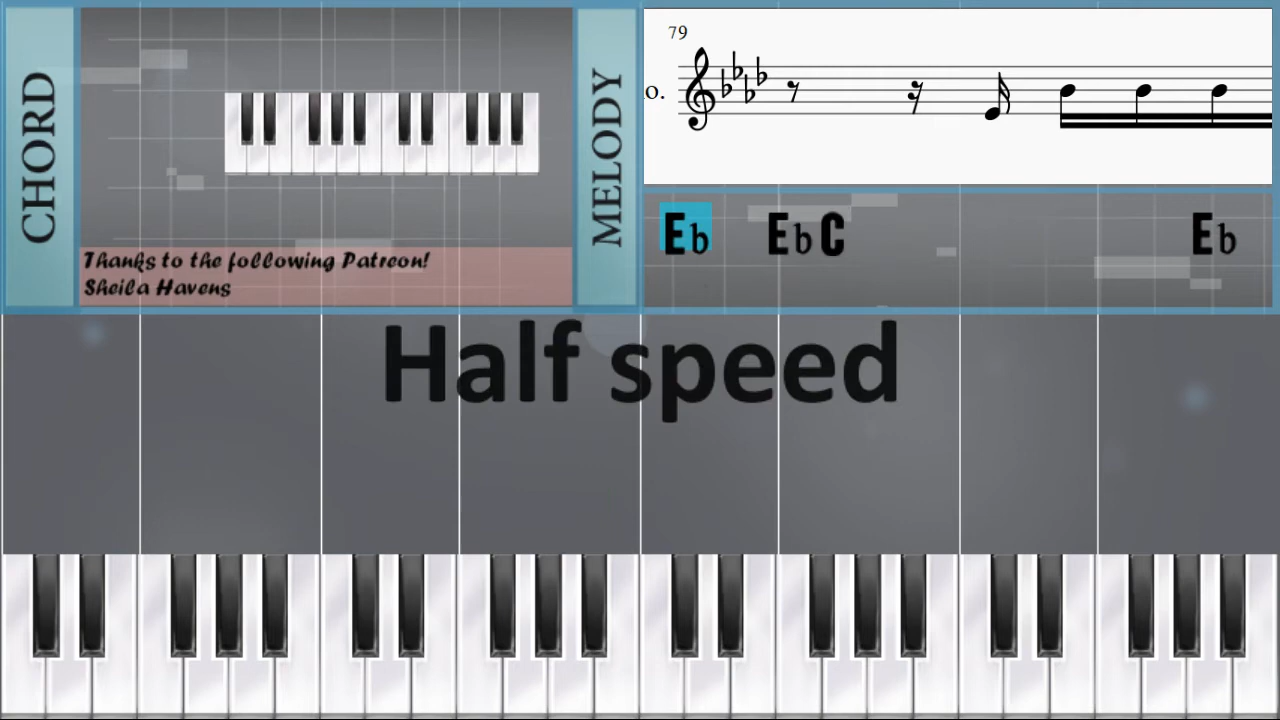 CHORD
Thanks to the following Patreon!
Sheila Havens
MELODY
79
o.
Eb EbC Eb
Half speed